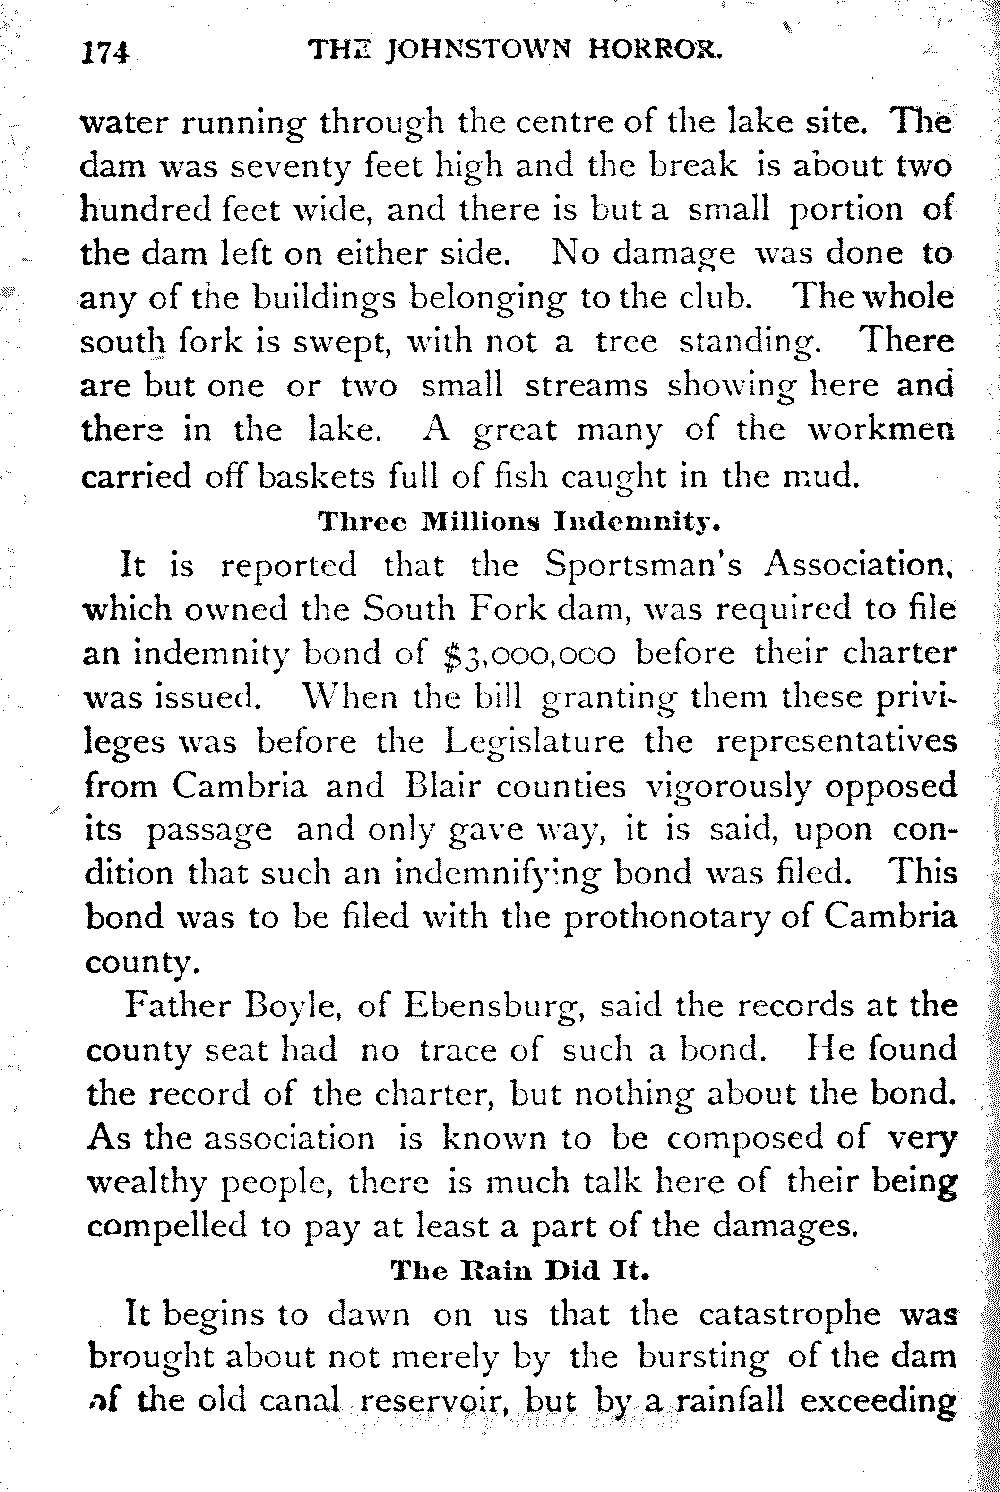 174 THE JOHNSTOWN HORROR.
water running through the centre of the lake site. The
dam was seventy feet high and the break is about two
hundred feet wide, and there is but a small portion of
the dam left on either side. No damage was done to
any of the buildings belonging to the club. The whole
south fork is swept, with not a tree standing. There
are but one or two small streams showing here and
there in the lake. A great many of the workmen
carried off baskets full of fish caught in the mud.
Three Millions Indemnity.
It is reported that the Sportsman's Association,
which owned the South Fork dam, was required to file
an indemnity bond of $3,000,000 before their charter
was issued. When the bill granting them these privi-
leges was before the Legislature the representatives
from Cambria and Blair counties vigorously opposed
its passage and only gave way, it is said, upon con-
dition that such an indemnifying bond was filed. This
bond was to be filed with the prothonotary of Cambria
county.
Father Boyle, of Ebensburg, said the records at the
county seat had no trace of such a bond. He found
the record of the charter, but nothing about the bond.
As the association is known to be composed of very
wealthy people, there is much talk here of their being
compelled to pay at least a part of the damages.
The Rain Did It.
It begins to dawn on us that the catastrophe was
brought about not merely by the bursting of the dam
of the old canal reservoir, but by a rainfall exceeding